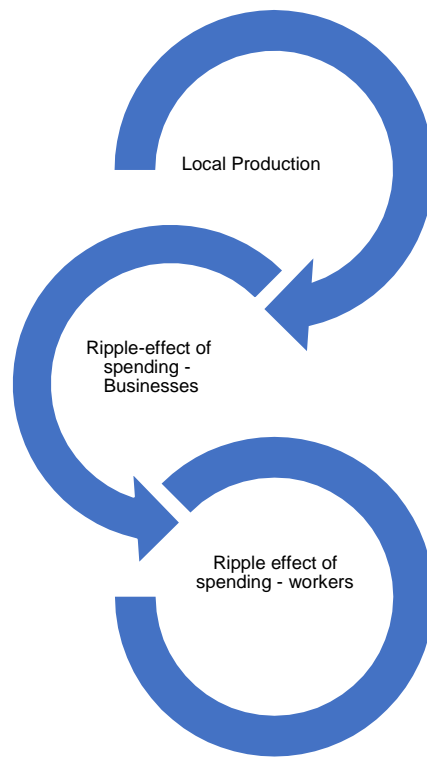 Local Production
Ripple-effect of
spending -
Businesses
Ripple effect of
spending - workers